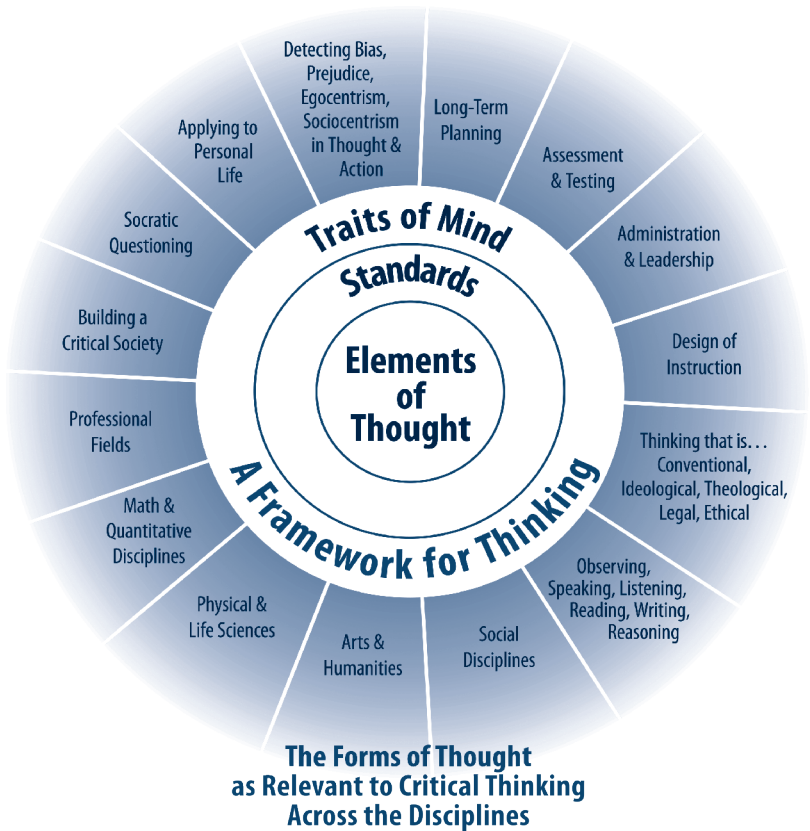 Detecting Bias,
Prejudice,
Egocentrism,
Sociocentrism
in Thought &
Action
Long-Term
Planning
Assessment
& Testing
Administration
& Leadership
Design of
Instruction
Thinking that is…
Conventional,
Ideological, Theological,
Legal, Ethical
Observing,
Speaking, Listening,
Reading, Writing,
Reasoning
Social
Disciplines
Arts &
Humanities
Physical &
Life Sciences
Math &
Quantitative
Disciplines
Professional
Fields
Building a
Critical Society
Socratic
Questioning
Applying to
Personal
Life
Traits of Mind
Standards
Elements
of
Thought
A Framework for Thinking
The Forms of Thought
as Relevant to Critical Thinking
Across the Disciplines